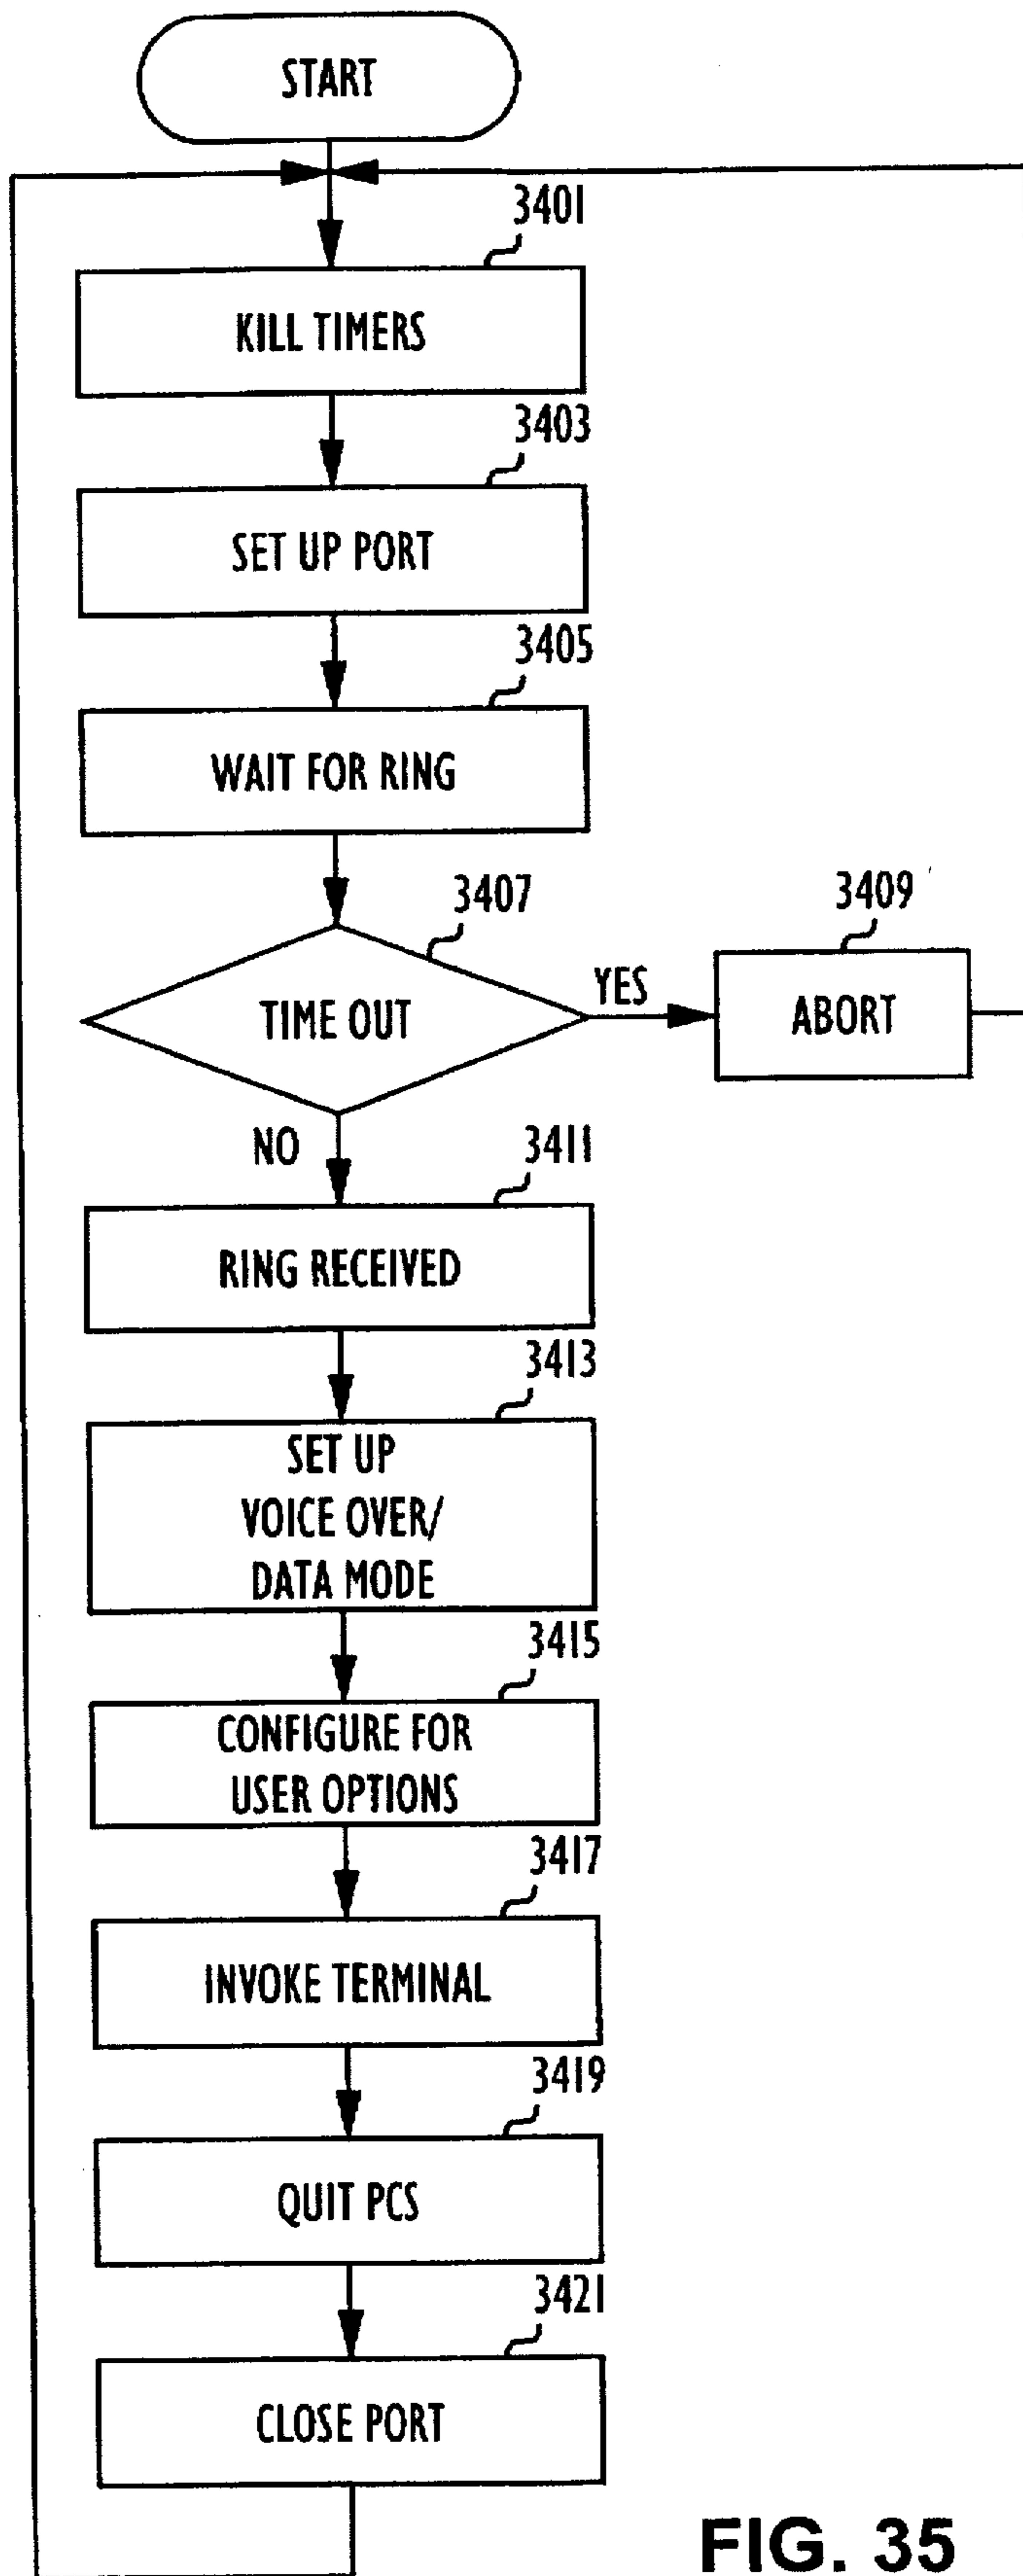 START
3401
KILL TIMERS
3403
SET UP PORT
3405
WAIT FOR RING
3407
TIME OUT
YES
3409
ABORT
NO
3411
RING RECEIVED
3413
SET UP
VOICE OVER/
DATA MODE
3415
CONFIGURE FOR
USER OPTIONS
3417
INVOKE TERMINAL
3419
QUIT PCS
3421
CLOSE PORT
FIG. 35